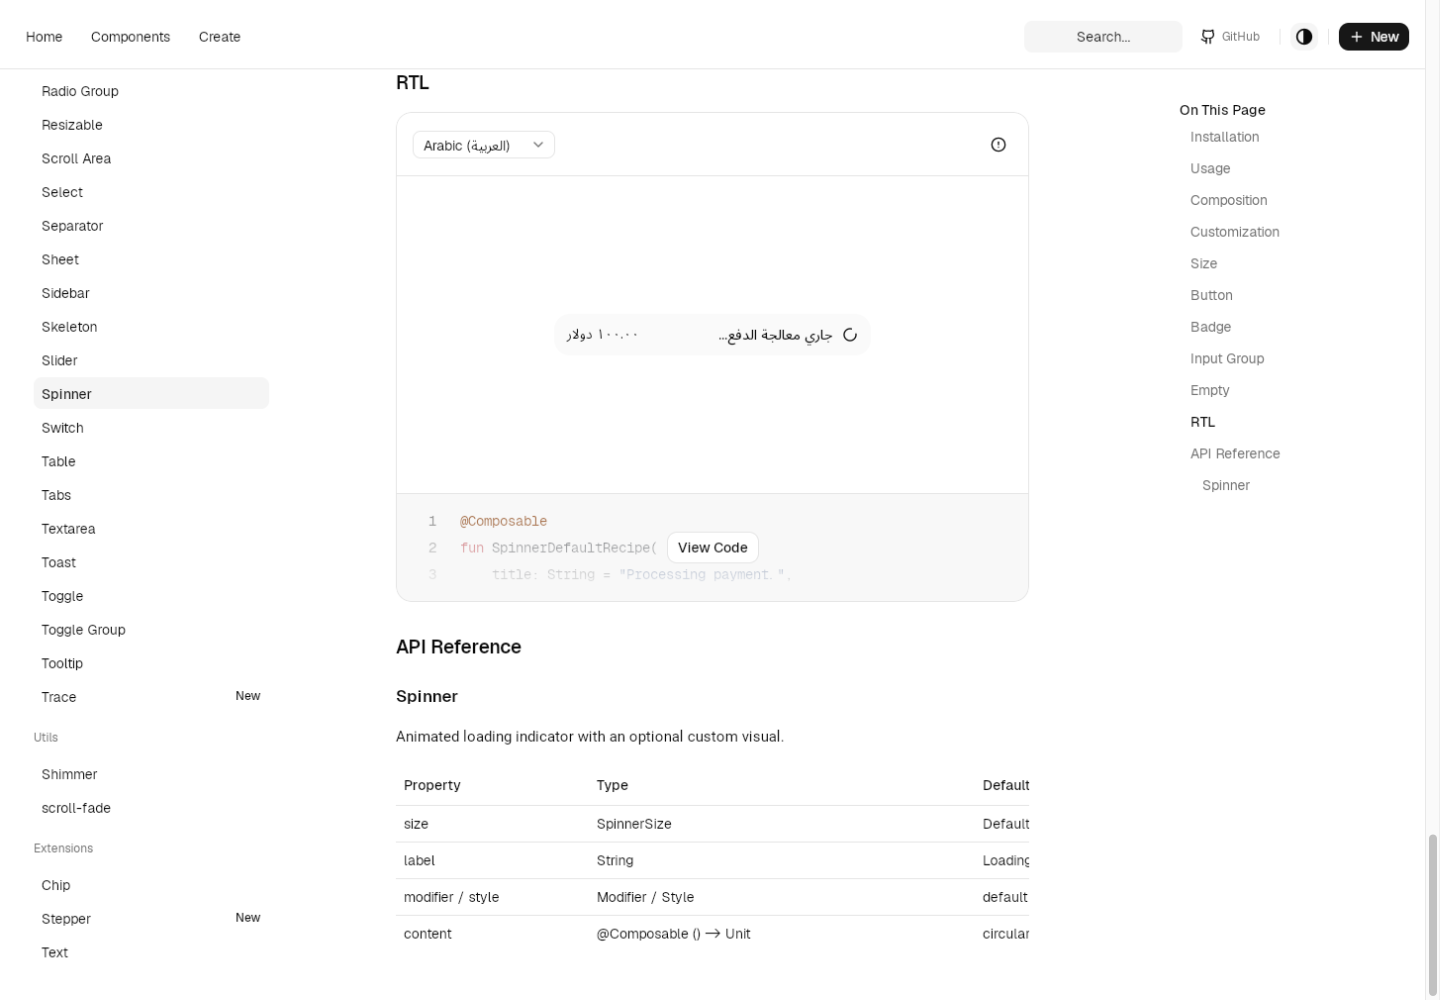 Home Components Create Search... GitHub New
Radio Group
Resizable
Scroll Area
Select
Separator
Sheet
Sidebar
Skeleton
Slider
Spinner
Switch
Table
Tabs
Textarea
Toast
Toggle
Toggle Group
Tooltip
Trace New
Utils
Shimmer
scroll-fade
Extensions
Chip
Stepper New
Text
RTL
Arabic (العربية)
جاري معالجة الدفع...
١٠٠.٠٠ دولار
1 @Composable
2 fun SpinnerDefaultRecipe(
View Code
3 title: String = "Processing payment.",
API Reference
Spinner
Animated loading indicator with an optional custom visual.
Property Type Default
size SpinnerSize Default
label String Loading
modifier / style Modifier / Style default
content @Composable () -> Unit circular
On This Page
Installation
Usage
Composition
Customization
Size
Button
Badge
Input Group
Empty
RTL
API Reference
Spinner